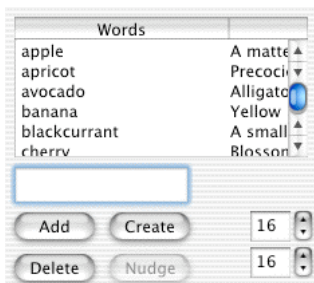 Words
apple A matte
apricot Precoci
avocado Alligato
banana Yellow
blackcurrant A small
cherry Blosson
Add Create 16
Delete Nudge 16